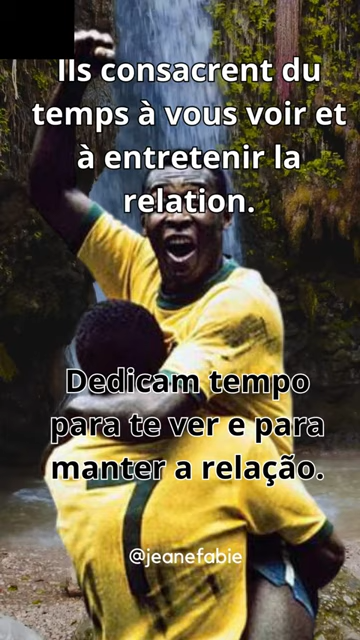 Ils consacrent du
temps à vous voir et
à entretenir la
relation.
Dedicam tempo
para te ver e para
manter a relação.
@jeanefabie